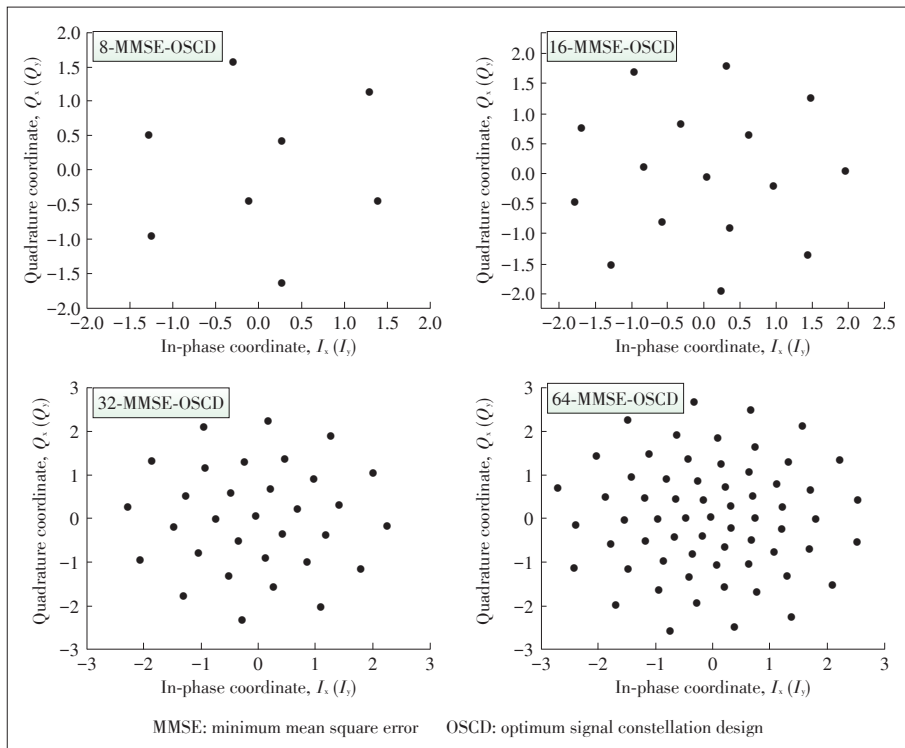 8-MMSE-OSCD
Quadrature coordinate, Qx (Qy)
2.0
1.5
1.0
0.5
0.0
−0.5
−1.0
−1.5
−2.0
−2.0 −1.5 −1.0 −0.5 0.0 0.5 1.0 1.5 2.0
In-phase coordinate, Ix (Iy)
16-MMSE-OSCD
Quadrature coordinate, Qx (Qy)
2.0
1.5
1.0
0.5
0.0
−0.5
−1.0
−1.5
−2.0
−2.0 −1.5 −1.0 −0.5 0.0 0.5 1.0 1.5 2.0 2.5
In-phase coordinate, Ix (Iy)
32-MMSE-OSCD
Quadrature coordinate, Qx (Qy)
3
2
1
0
−1
−2
−3
−3 −2 −1 0 1 2 3
In-phase coordinate, Ix (Iy)
64-MMSE-OSCD
Quadrature coordinate, Qx (Qy)
3
2
1
0
−1
−2
−3
−3 −2 −1 0 1 2 3
In-phase coordinate, Ix (Iy)
MMSE: minimum mean square error OSCD: optimum signal constellation design